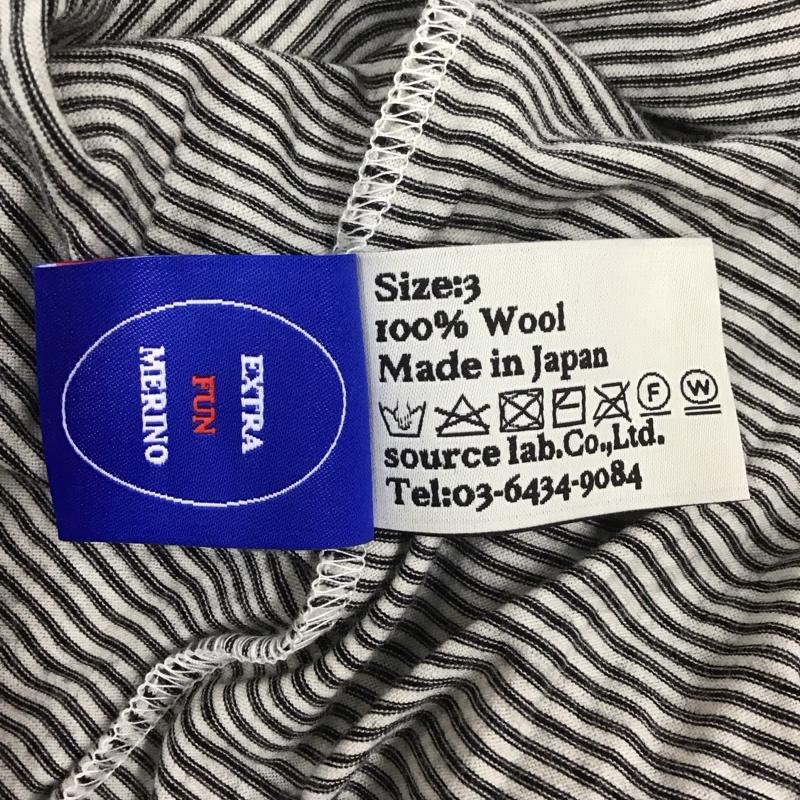 EXTRA
FUN
MERINO
Size:3
100% Wool
Made in Japan
F W
source lab.Co.,Ltd.
Tel:03-6434-9084